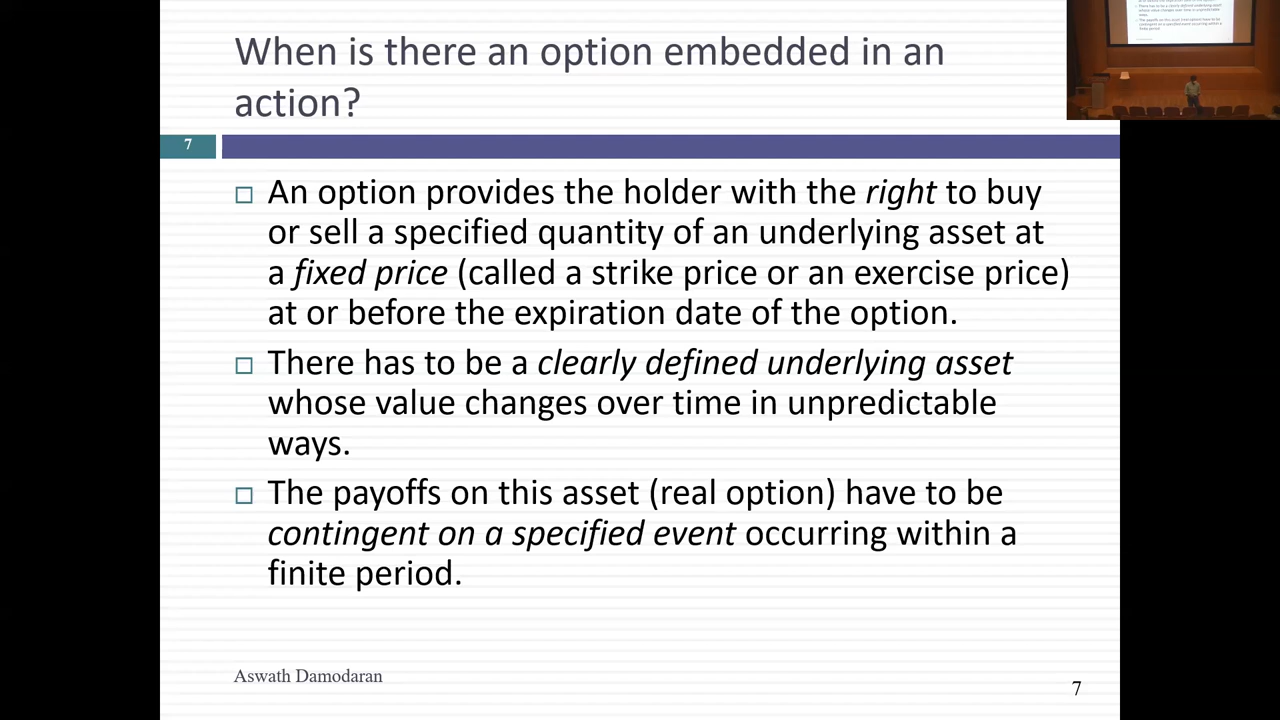 When is there an option embedded in an
action?
7
□ An option provides the holder with the right to buy
or sell a specified quantity of an underlying asset at
a fixed price (called a strike price or an exercise price)
at or before the expiration date of the option.
□ There has to be a clearly defined underlying asset
whose value changes over time in unpredictable
ways.
□ The payoffs on this asset (real option) have to be
contingent on a specified event occurring within a
finite period.
Aswath Damodaran
7